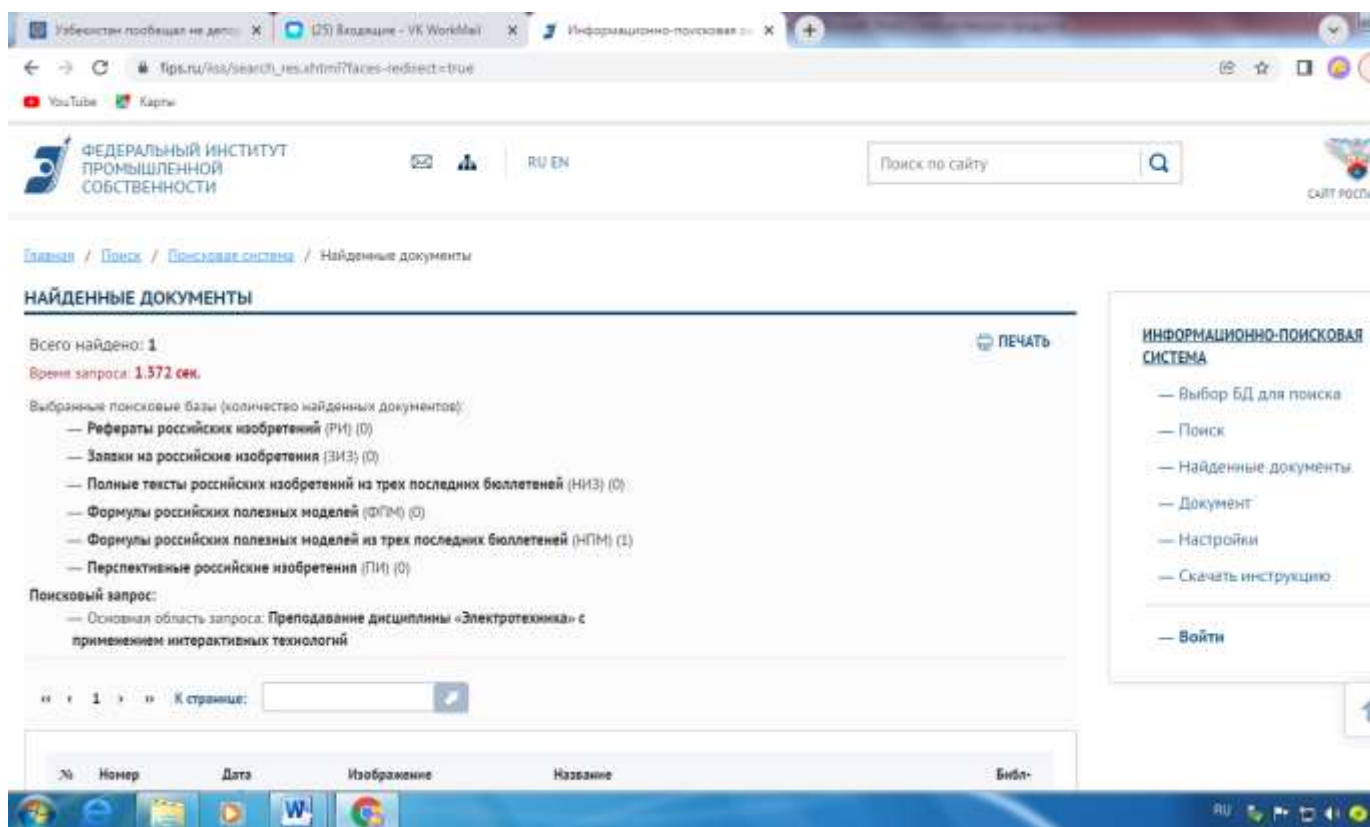 Узбекистан пообещал не депо
(25) Входящие - VK WorkMail
Информационно-поисковая
fips.ru/iiss/search_res.xhtml?faces-redirect=true
YouTube
Карты
ФЕДЕРАЛЬНЫЙ ИНСТИТУТ
ПРОМЫШЛЕННОЙ
СОБСТВЕННОСТИ
RU EN
Поиск по сайту
САЙТ РОСПА
Главная / Поиск / Поисковая система / Найденные документы
НАЙДЕННЫЕ ДОКУМЕНТЫ
Всего найдено: 1
ПЕЧАТЬ
Время запроса: 1.372 сек.
Выбранные поисковые базы (количество найденных документов):
— Рефераты российских изобретений (РИ) (0)
— Заявки на российские изобретения (ЗИЗ) (0)
— Полные тексты российских изобретений из трех последних бюллетеней (НИЗ) (0)
— Формулы российских полезных моделей (ФПМ) (0)
— Формулы российских полезных моделей из трех последних бюллетеней (НПМ) (1)
— Перспективные российские изобретения (ПИ) (0)
Поисковый запрос:
— Основная область запроса: Преподавание дисциплины «Электротехника» с
применением интерактивных технологий
‹‹ ‹ 1 › ›› К странице:
№ Номер Дата Изображение Название Библ-
ИНФОРМАЦИОННО-ПОИСКОВАЯ
СИСТЕМА
— Выбор БД для поиска
— Поиск
— Найденные документы
— Документ
— Настройки
— Скачать инструкцию
— Войти
RU